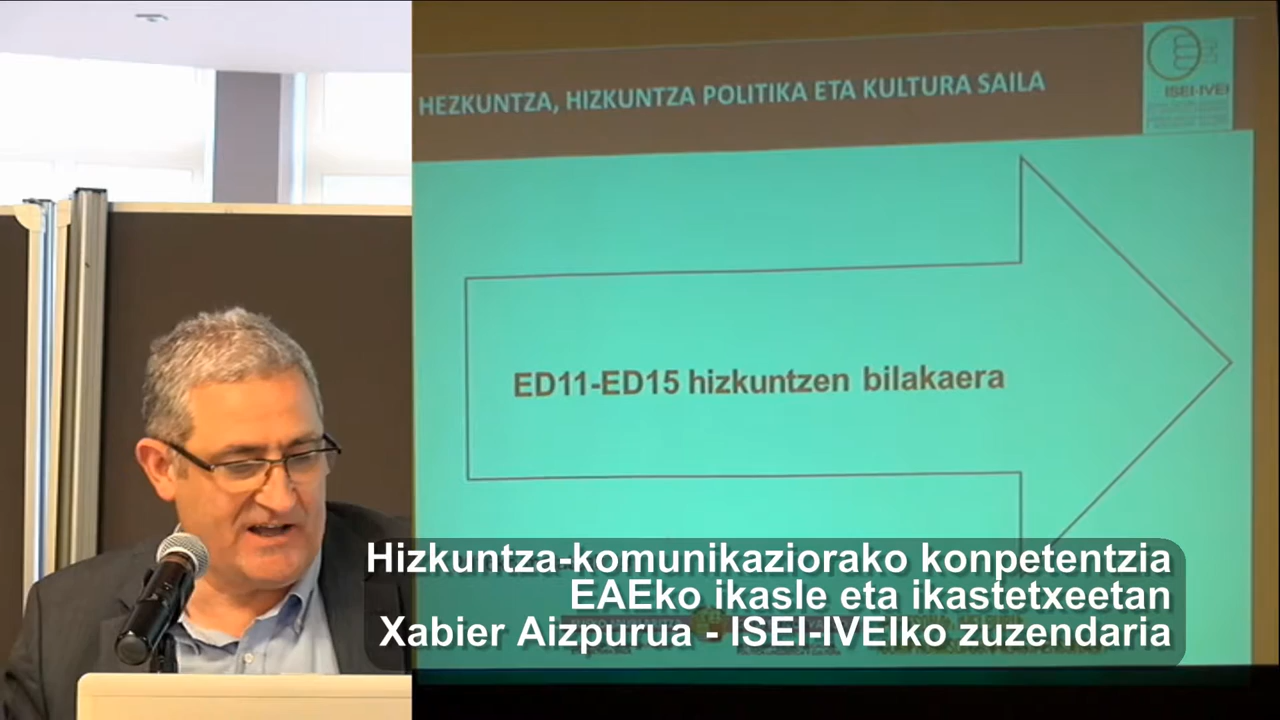 HEZKUNTZA, HIZKUNTZA POLITIKA ETA KULTURA SAILA
ISEI-IVEI
ED11-ED15 hizkuntzen bilakaera
Hizkuntza-komunikaziorako konpetentzia
EAEko ikasle eta ikastetxeetan
Xabier Aizpurua - ISEI-IVEIko zuzendaria